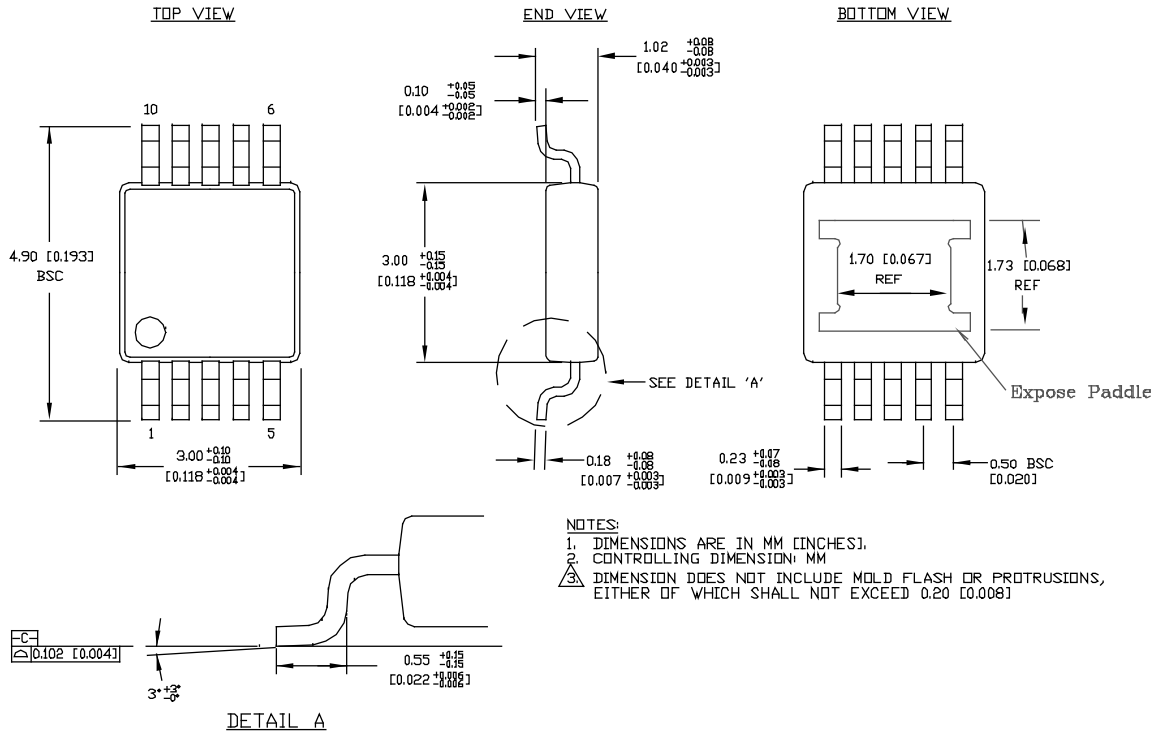 TOP VIEW
END VIEW
BOTTOM VIEW
1.02 +0.08 -0.08
[0.040 +0.003 -0.003]
0.10 +0.05 -0.05
[0.004 +0.002 -0.002]
10
6
4.90 [0.193]
BSC
3.00 +0.15 -0.15
[0.118 +0.004 -0.004]
1.70 [0.067]
REF
1.73 [0.068]
REF
SEE DETAIL 'A'
Expose Paddle
1
5
3.00 +0.10 -0.10
[0.118 +0.004 -0.004]
0.18 +0.08 -0.08
[0.007 +0.003 -0.003]
0.23 +0.07 -0.08
[0.009 +0.003 -0.003]
0.50 BSC
[0.020]
NOTES:
1. DIMENSIONS ARE IN MM [INCHES].
2. CONTROLLING DIMENSION: MM
3. DIMENSION DOES NOT INCLUDE MOLD FLASH OR PROTRUSIONS,
EITHER OF WHICH SHALL NOT EXCEED 0.20 [0.008]
-C-
0.102 [0.004]
3° +3° -0°
0.55 +0.15 -0.15
[0.022 +0.006 -0.006]
DETAIL A